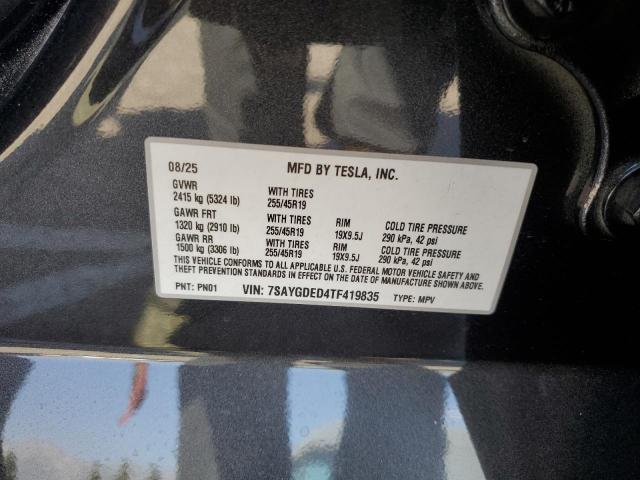 08/25 MFD BY TESLA, INC.
GVWR
2415 kg (5324 lb) WITH TIRES 255/45R19
GAWR FRT
1320 kg (2910 lb) WITH TIRES 255/45R19 RIM 19X9.5J COLD TIRE PRESSURE 290 kPa, 42 psi
GAWR RR
1500 kg (3306 lb) WITH TIRES 255/45R19 RIM 19X9.5J COLD TIRE PRESSURE 290 kPa, 42 psi
THIS VEHICLE CONFORMS TO ALL APPLICABLE U.S. FEDERAL MOTOR VEHICLE SAFETY AND
THEFT PREVENTION STANDARDS IN EFFECT ON THE DATE OF MANUFACTURE SHOWN ABOVE.
PNT: PN01 VIN: 7SAYGDED4TF419835 TYPE: MPV